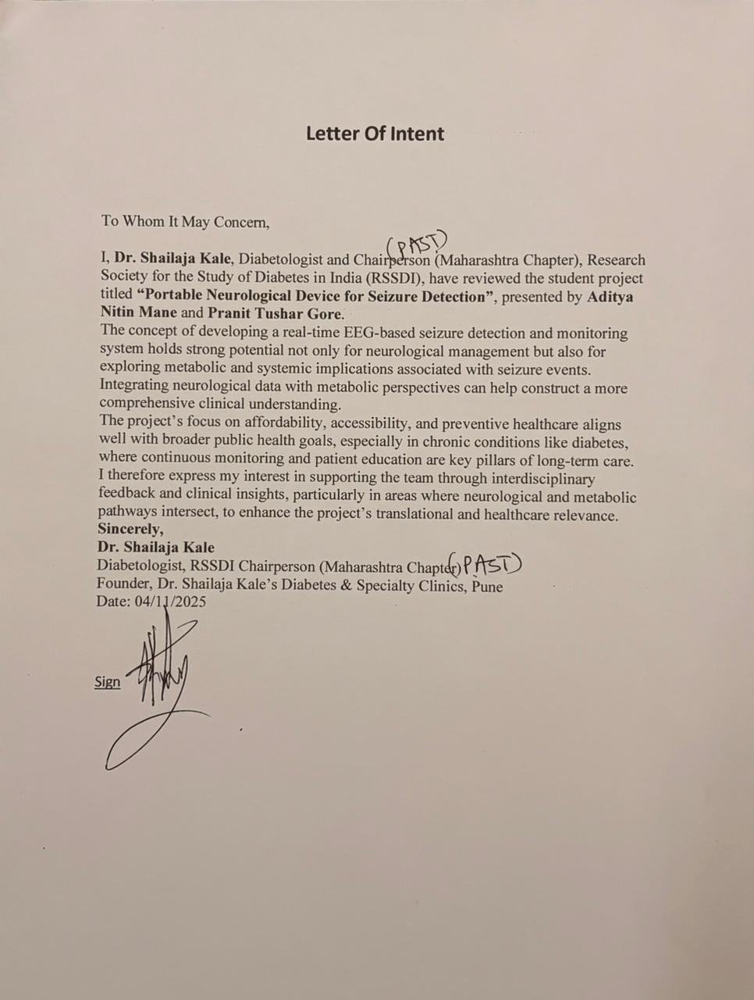 Letter Of Intent
To Whom It May Concern,
(PAST)
I, Dr. Shailaja Kale, Diabetologist and Chairperson (Maharashtra Chapter), Research
Society for the Study of Diabetes in India (RSSDI), have reviewed the student project
titled “Portable Neurological Device for Seizure Detection”, presented by Aditya
Nitin Mane and Pranit Tushar Gore.
The concept of developing a real-time EEG-based seizure detection and monitoring
system holds strong potential not only for neurological management but also for
exploring metabolic and systemic implications associated with seizure events.
Integrating neurological data with metabolic perspectives can help construct a more
comprehensive clinical understanding.
The project’s focus on affordability, accessibility, and preventive healthcare aligns
well with broader public health goals, especially in chronic conditions like diabetes,
where continuous monitoring and patient education are key pillars of long-term care.
I therefore express my interest in supporting the team through interdisciplinary
feedback and clinical insights, particularly in areas where neurological and metabolic
pathways intersect, to enhance the project’s translational and healthcare relevance.
Sincerely,
Dr. Shailaja Kale
Diabetologist, RSSDI Chairperson (Maharashtra Chapter) (PAST)
Founder, Dr. Shailaja Kale’s Diabetes & Specialty Clinics, Pune
Date: 04/11/2025
Sign